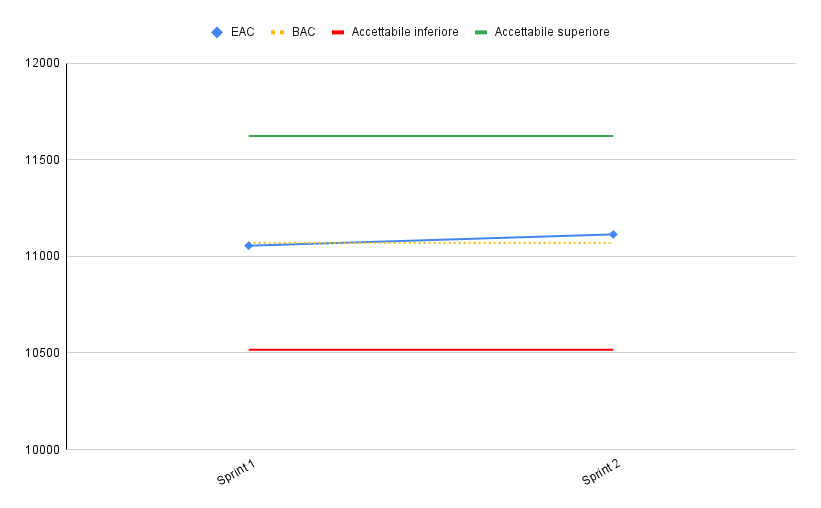 EAC BAC Accettabile inferiore Accettabile superiore
12000
11500
11000
10500
10000
Sprint 1 Sprint 2